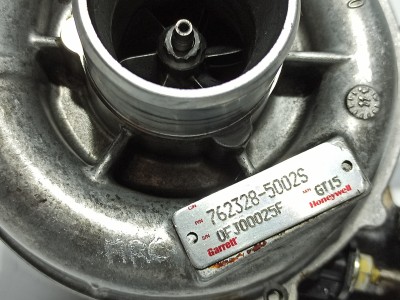 C/N
P/N 762328-5002S
S/N DFJ00025F M/N GT15
Garrett Honeywell
HRC